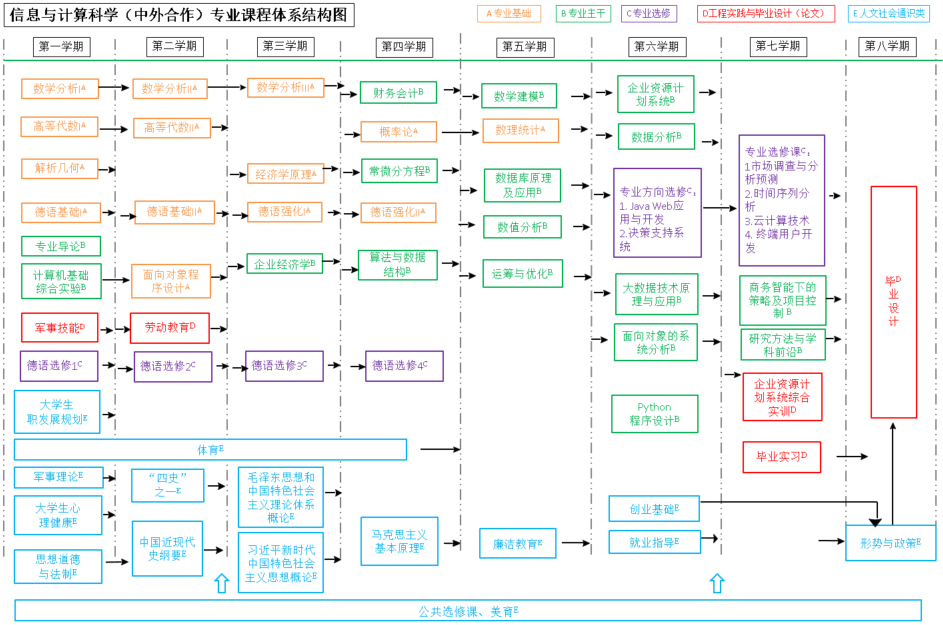 信息与计算科学（中外合作）专业课程体系结构图
A 专业基础
B 专业主干
C专业选修
D工程实践与毕业设计（论文）
E 人文社会通识类
第一学期
第二学期
第三学期
第四学期
第五学期
第六学期
第七学期
第八学期
数学分析IA
数学分析IIA
数学分析IIIA
财务会计B
数学建模B
企业资源计
划系统B
高等代数IA
高等代数IIA
概率论A
数理统计A
数据分析B
解析几何A
经济学原理A
常微分方程B
数据库原理
及应用B
专业方向选修C：
1. Java Web应
用与开发
2.决策支持系
统
专业选修课C：
1市场调查与分
析预测
2.时间序列分
析
3.云计算技术
4. 终端用户开
发
德语基础IA
德语基础IIA
德语强化IA
德语强化IIA
数值分析B
专业导论B
计算机基础
综合实验B
面向对象程
序设计A
企业经济学B
算法与数据
结构B
运筹与优化B
大数据技术原
理与应用B
商务智能下的
策略及项目控
制B
毕D
业
设
计
军事技能D
劳动教育D
面向对象的系
统分析B
研究方法与学
科前沿B
德语选修1C
德语选修2C
德语选修3C
德语选修4C
企业资源计
划系统综合
实训D
大学生
职发展规划E
Python
程序设计B
体育E
毕业实习D
军事理论E
“四史”
之一E
毛泽东思想和
中国特色社会
主义理论体系
概论E
大学生心
理健康E
创业基础E
中国近现代
史纲要E
马克思主义
基本原理E
廉洁教育E
就业指导E
形势与政策E
思想道德
与法制E
习近平新时代
中国特色社会
主义思想概论E
公共选修课、美育E